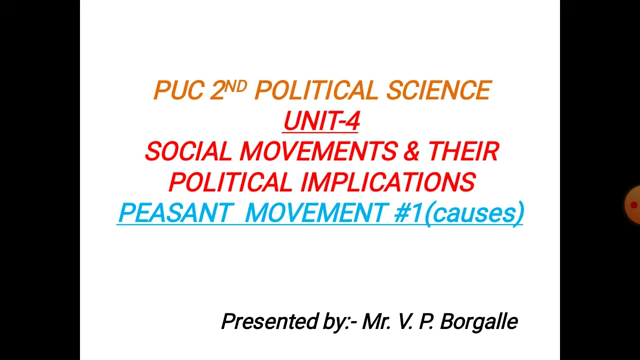 PUC 2ND POLITICAL SCIENCE
UNIT-4
SOCIAL MOVEMENTS & THEIR
POLITICAL IMPLICATIONS
PEASANT MOVEMENT #1(causes)
Presented by:- Mr. V. P. Borgalle